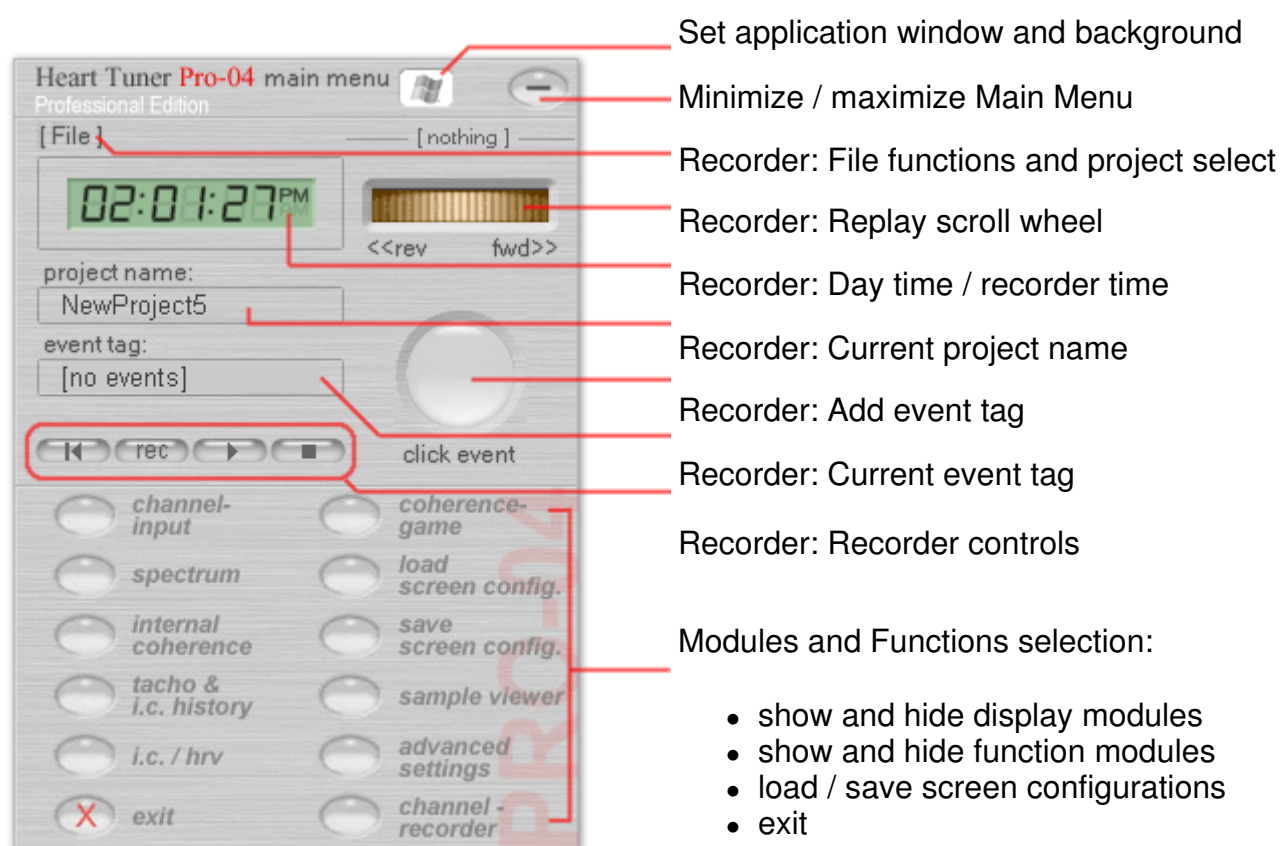 Set application window and background
Heart Tuner Pro-04 main menu
Professional Edition
Minimize / maximize Main Menu
[ File ]
[ nothing ]
Recorder: File functions and project select
02:01:27 PM
AM
Recorder: Replay scroll wheel
<<rev fwd>>
project name:
Recorder: Day time / recorder time
NewProject5
event tag:
Recorder: Current project name
[no events]
Recorder: Add event tag
rec
click event
Recorder: Current event tag
Recorder: Recorder controls
channel-
input
coherence-
game
spectrum
load
screen config.
internal
coherence
save
screen config.
tacho &
i.c. history
sample viewer
i.c. / hrv
advanced
settings
X
exit
channel -
recorder
PRO-04
Modules and Functions selection:
• show and hide display modules
• show and hide function modules
• load / save screen configurations
• exit